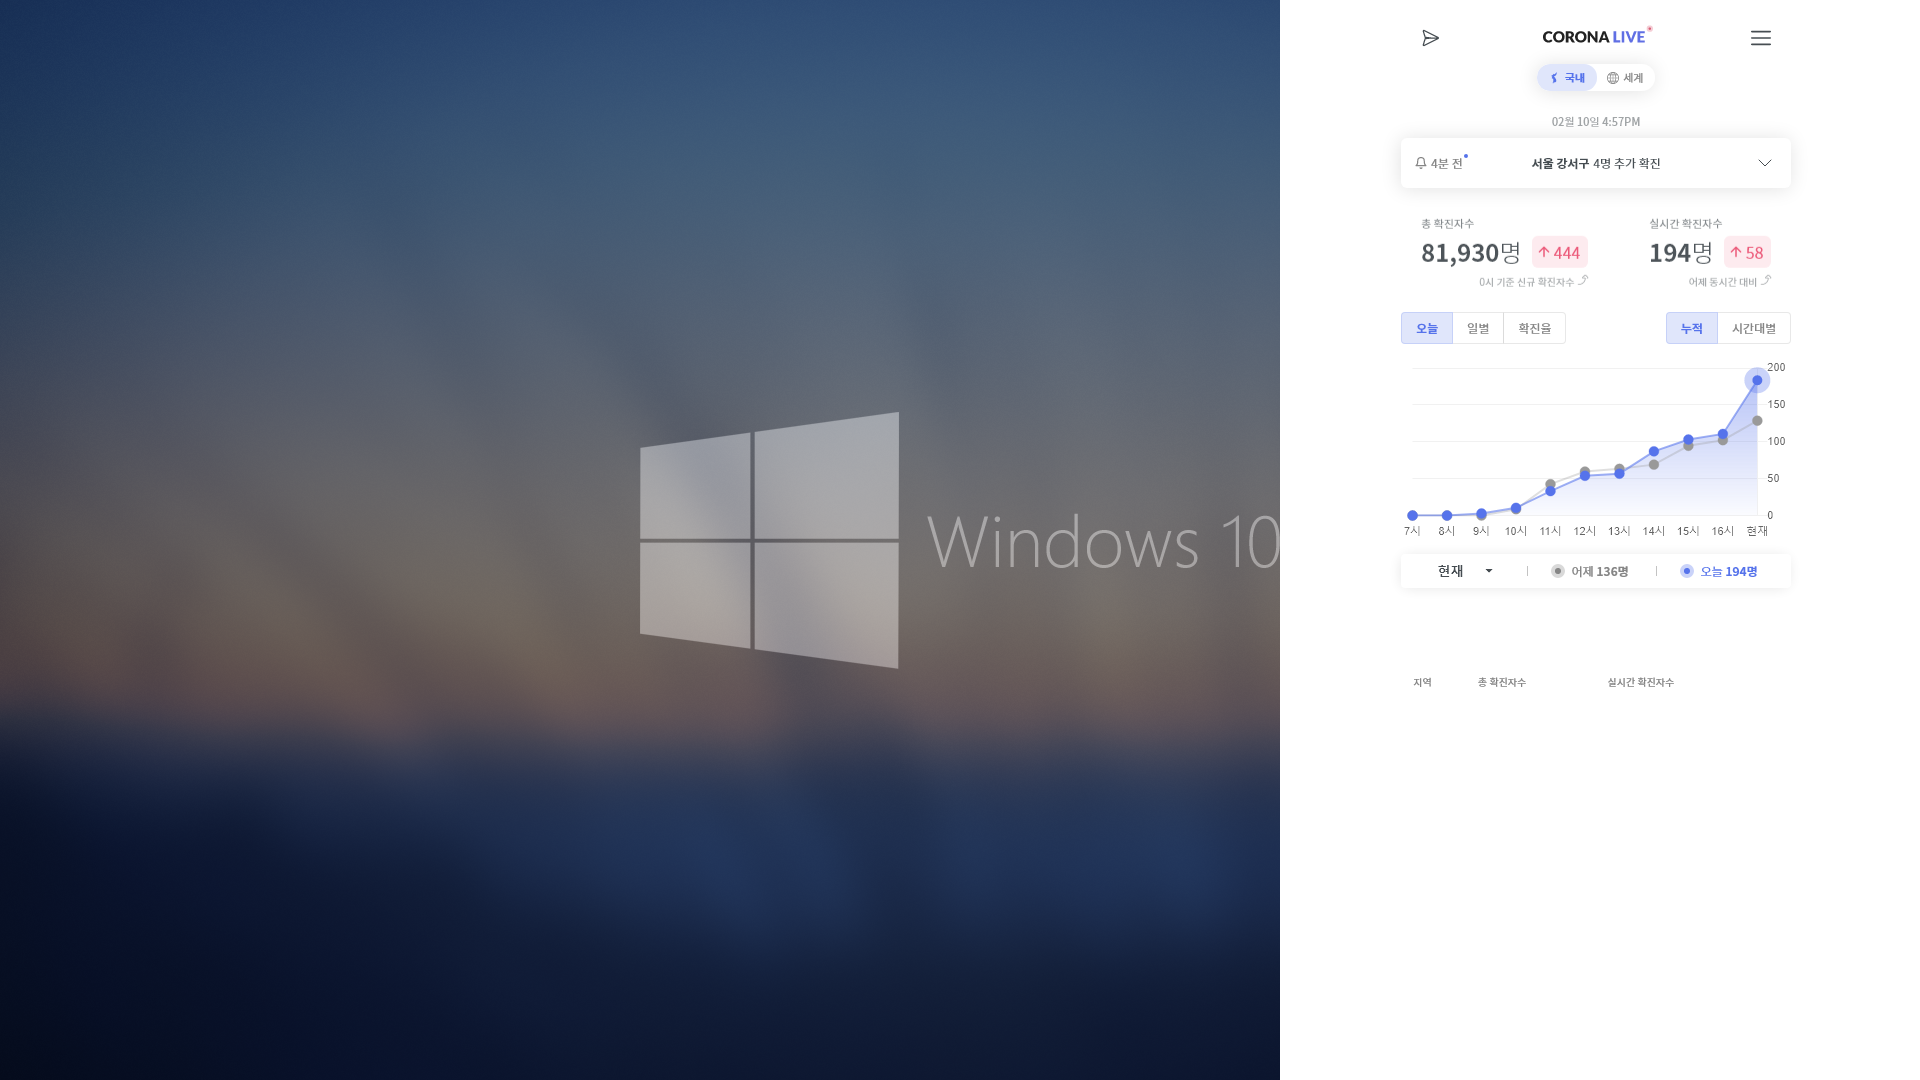 Windows 10
CORONA LIVE
국내 세계
02월 10일 4:57PM
4분 전 서울 강서구 4명 추가 확진
총 확진자수 실시간 확진자수
81,930명 444 194명 58
0시 기준 신규 확진자수 어제 동시간 대비
오늘 일별 확진율 누적 시간대별
200
150
100
50
0
7시 8시 9시 10시 11시 12시 13시 14시 15시 16시 현재
현재 어제 136명 오늘 194명
지역 총 확진자수 실시간 확진자수